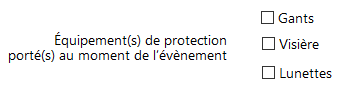 Équipement(s) de protection
porté(s) au moment de l'évènement
Gants
Visière
Lunettes